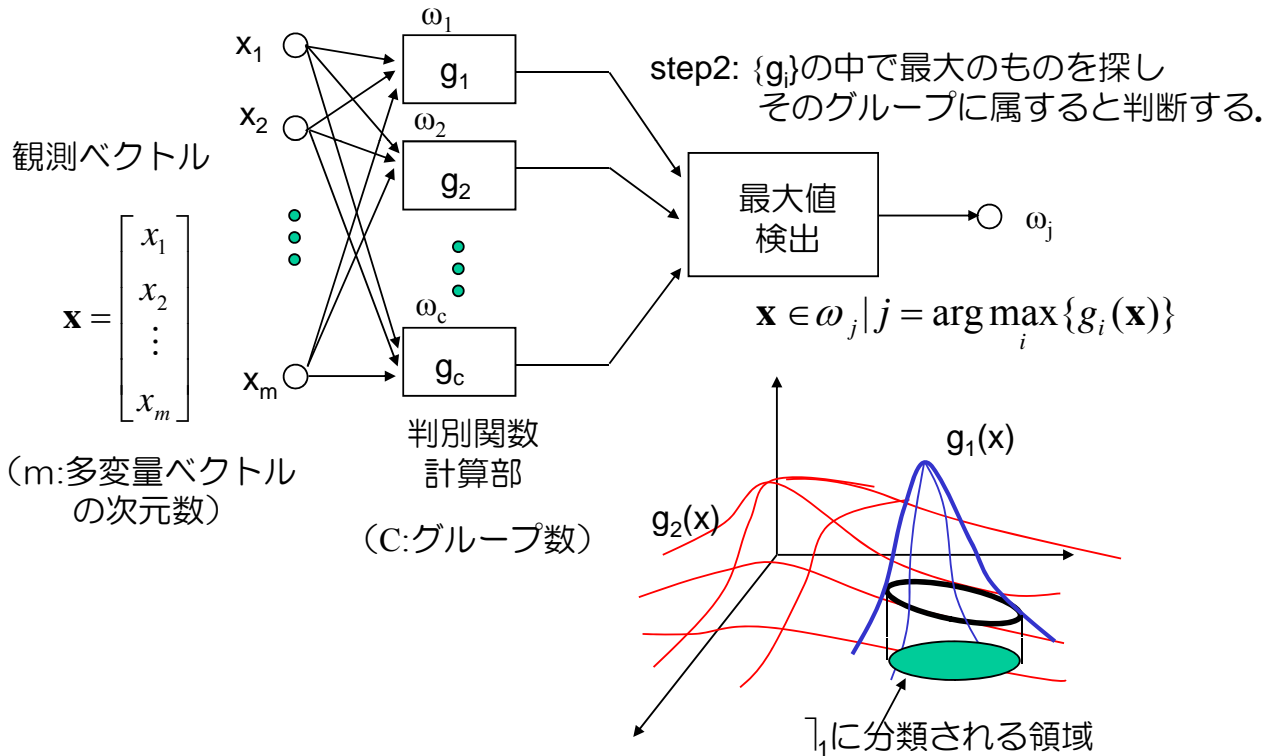 x1
x2
xm
観測ベクトル
x = [x1 x2 ⋮ xm]
(m:多変量ベクトル
の次元数)
ω1
g1
ω2
g2
ωc
gc
判別関数
計算部
(C:グループ数)
step2: {gi}の中で最大のものを探し
そのグループに属すると判断する.
最大値
検出
ωj
x ∈ ωj | j = arg max i {gi(x)}
g1(x)
g2(x)
1に分類される領域